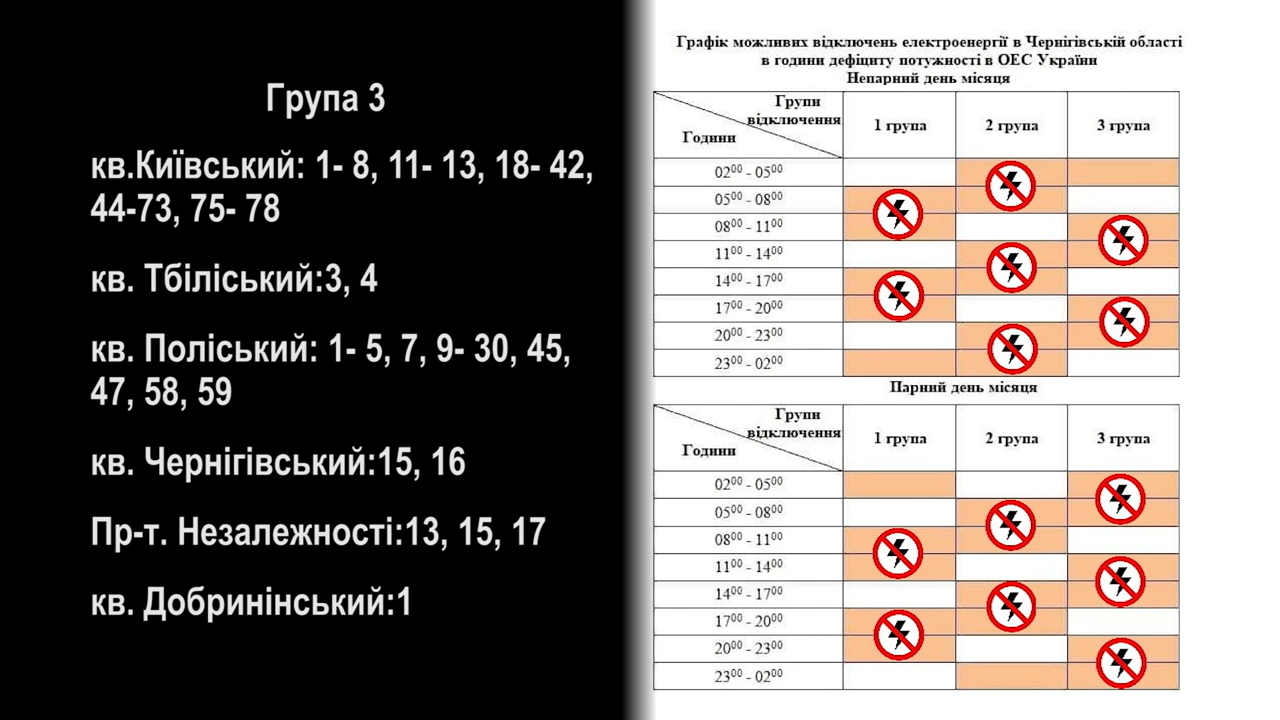 Група 3
кв.Київський: 1- 8, 11- 13, 18- 42,
44-73, 75- 78
кв. Тбіліський:3, 4
кв. Поліський: 1- 5, 7, 9- 30, 45,
47, 58, 59
кв. Чернігівський:15, 16
Пр-т. Незалежності:13, 15, 17
кв. Добринінський:1
Графік можливих відключень електроенергії в Чернігівській області
в години дефіциту потужності в ОЕС України
Непарний день місяця
Групи
відключення
Години
1 група 2 група 3 група
02⁰⁰ - 05⁰⁰
05⁰⁰ - 08⁰⁰
08⁰⁰ - 11⁰⁰
11⁰⁰ - 14⁰⁰
14⁰⁰ - 17⁰⁰
17⁰⁰ - 20⁰⁰
20⁰⁰ - 23⁰⁰
23⁰⁰ - 02⁰⁰
Парний день місяця
Групи
відключення
Години
1 група 2 група 3 група
02⁰⁰ - 05⁰⁰
05⁰⁰ - 08⁰⁰
08⁰⁰ - 11⁰⁰
11⁰⁰ - 14⁰⁰
14⁰⁰ - 17⁰⁰
17⁰⁰ - 20⁰⁰
20⁰⁰ - 23⁰⁰
23⁰⁰ - 02⁰⁰